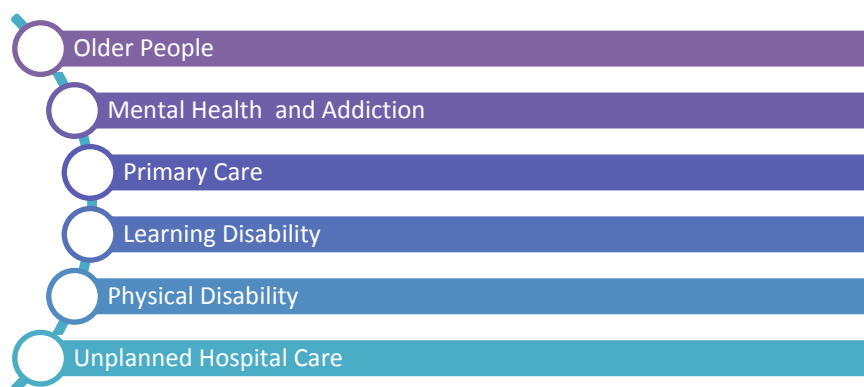 Older People
Mental Health and Addiction
Primary Care
Learning Disability
Physical Disability
Unplanned Hospital Care